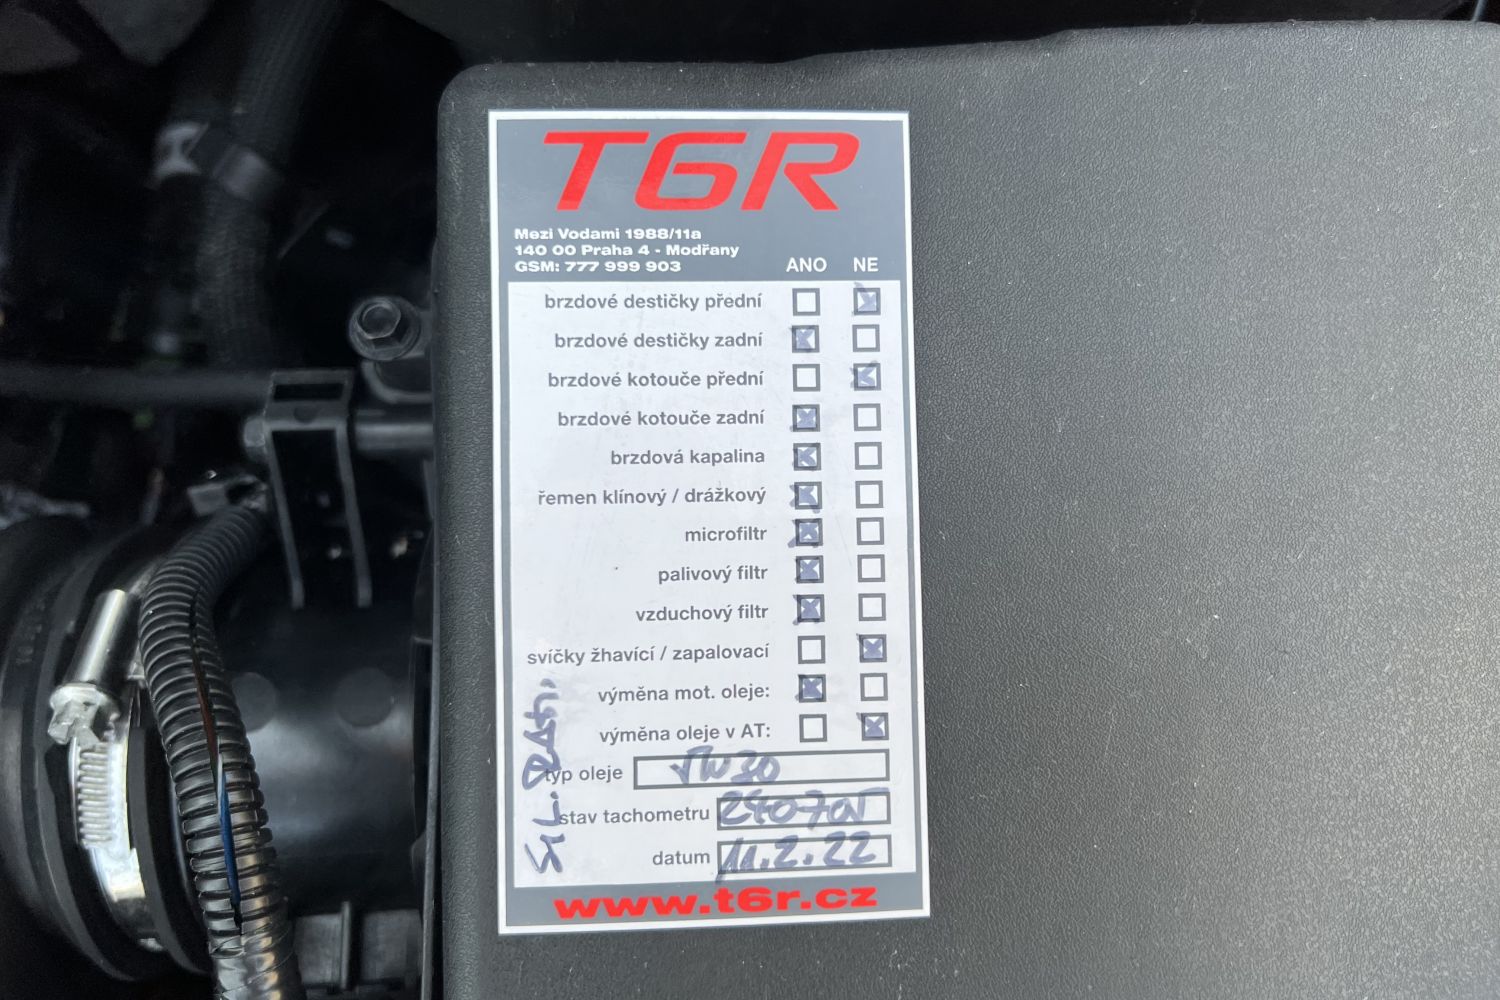 T6R
Mezi Vodami 1988/11a
140 00 Praha 4 - Modřany
GSM: 777 999 903
ANO NE
brzdové destičky přední
brzdové destičky zadní
brzdové kotouče přední
brzdové kotouče zadní
brzdová kapalina
řemen klínový / drážkový
microfiltr
palivový filtr
vzduchový filtr
svíčky žhavící / zapalovací
výměna mot. oleje:
výměna oleje v AT:
typ oleje 5W30
stav tachometru 240705
datum 11.2.22
www.t6r.cz